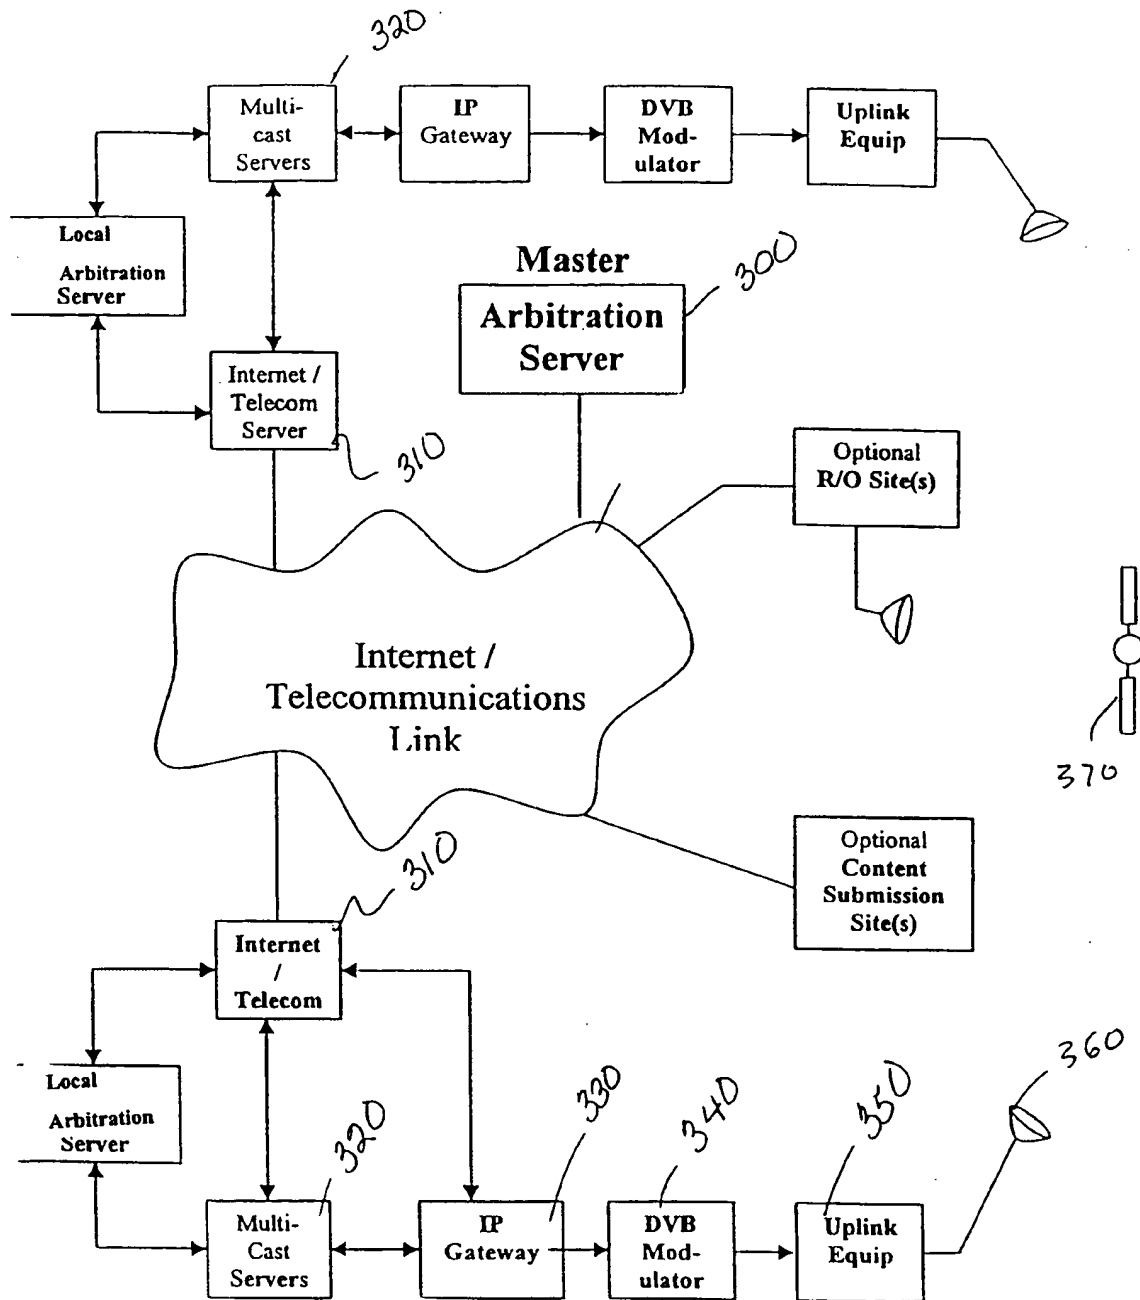 320
Multi-
cast
Servers
IP
Gateway
DVB
Mod-
ulator
Uplink
Equip
Local
Arbitration
Server
Master
Arbitration
Server
300
Internet /
Telecom
Server
310
Optional
R/O Site(s)
Internet /
Telecommunications
Link
370
310
Optional
Content
Submission
Site(s)
Internet
/
Telecom
Local
Arbitration
Server
320
330
340
350
360
Multi-
Cast
Servers
IP
Gateway
DVB
Mod-
ulator
Uplink
Equip